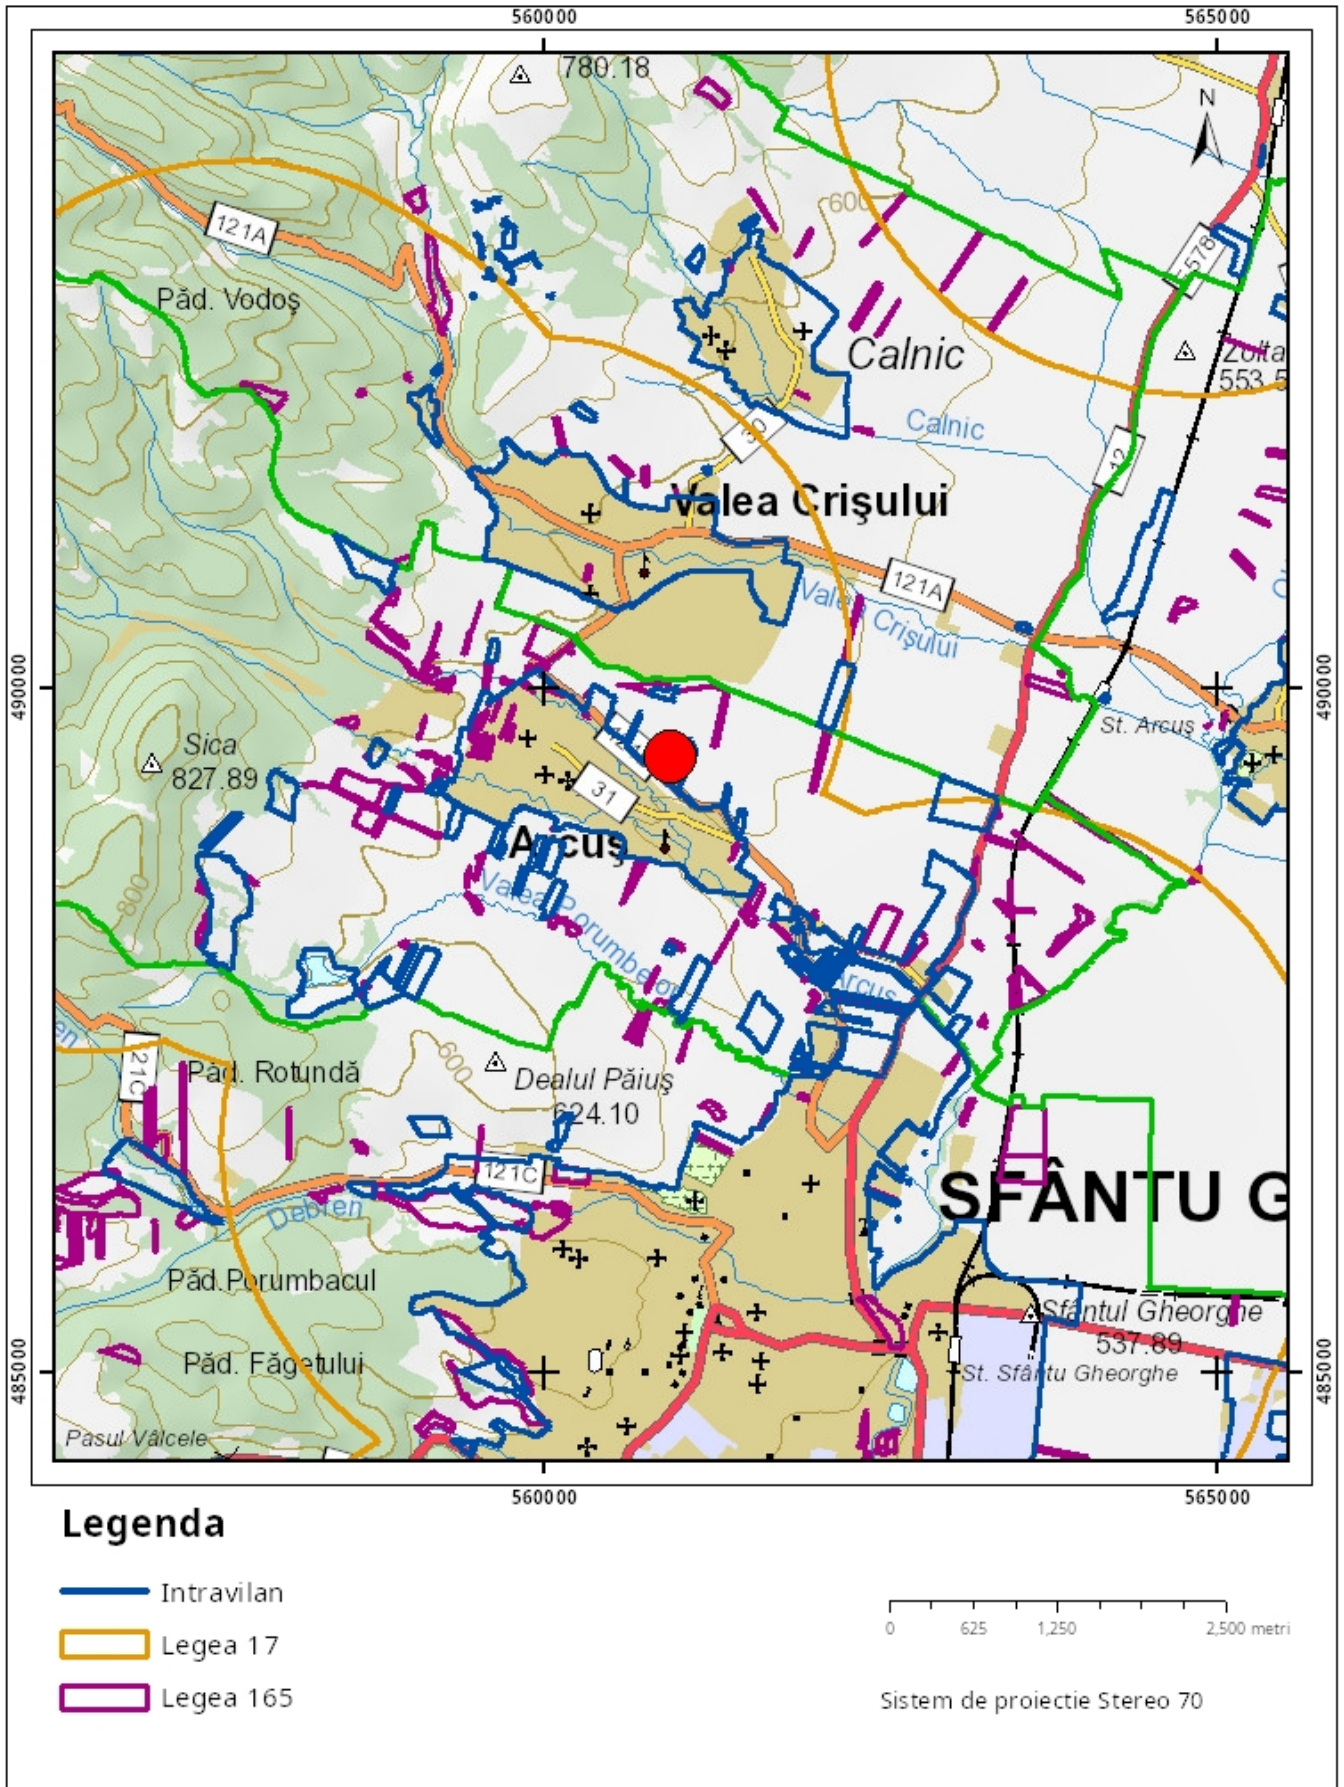 560000
565000
780.18
N
600
121A
E578
Păd. Vodoş
Calnic
Zolta
553.5
Calnic
30
12
Valea Crişului
121A
Valea Crişului
490000
490000
St. Arcuş
Sica
827.89
31
Arcuş
800
Valea Porumbelor
Arcuş
600
121C
Păd. Rotundă
Dealul Păiuş
624.10
121C
SFÂNTU G
Debren
Păd. Porumbacul
Sfântul Gheorghe
537.89
Păd. Făgetului
St. Sfântu Gheorghe
485000
485000
Pasul Vâlcele
560000
565000
Legenda
Intravilan
Legea 17
Legea 165
0 625 1,250 2,500 metri
Sistem de proiectie Stereo 70